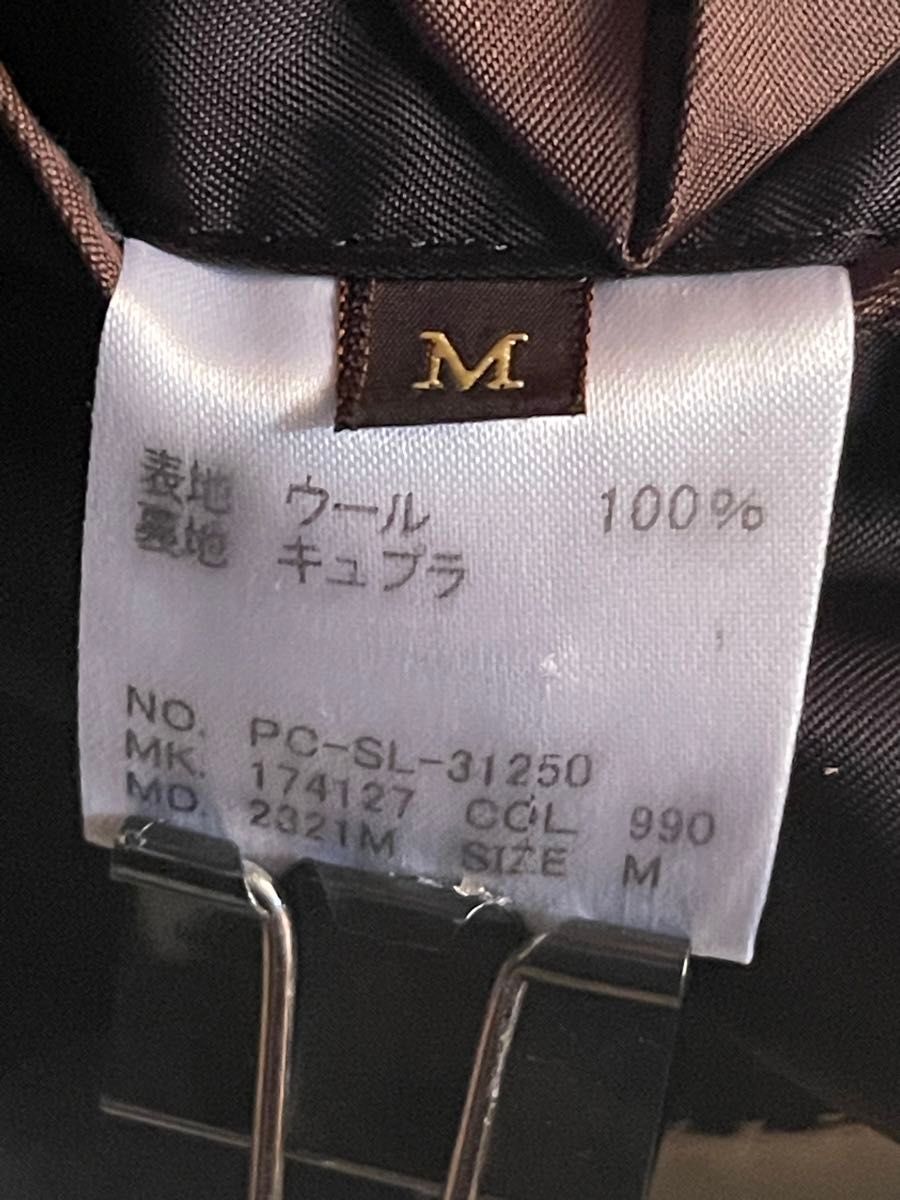 M
表地 ウール 100%
裏地 キュプラ
NO. PC-SL-31250
MK. 174127 COL 990
MD. 2321M SIZE M